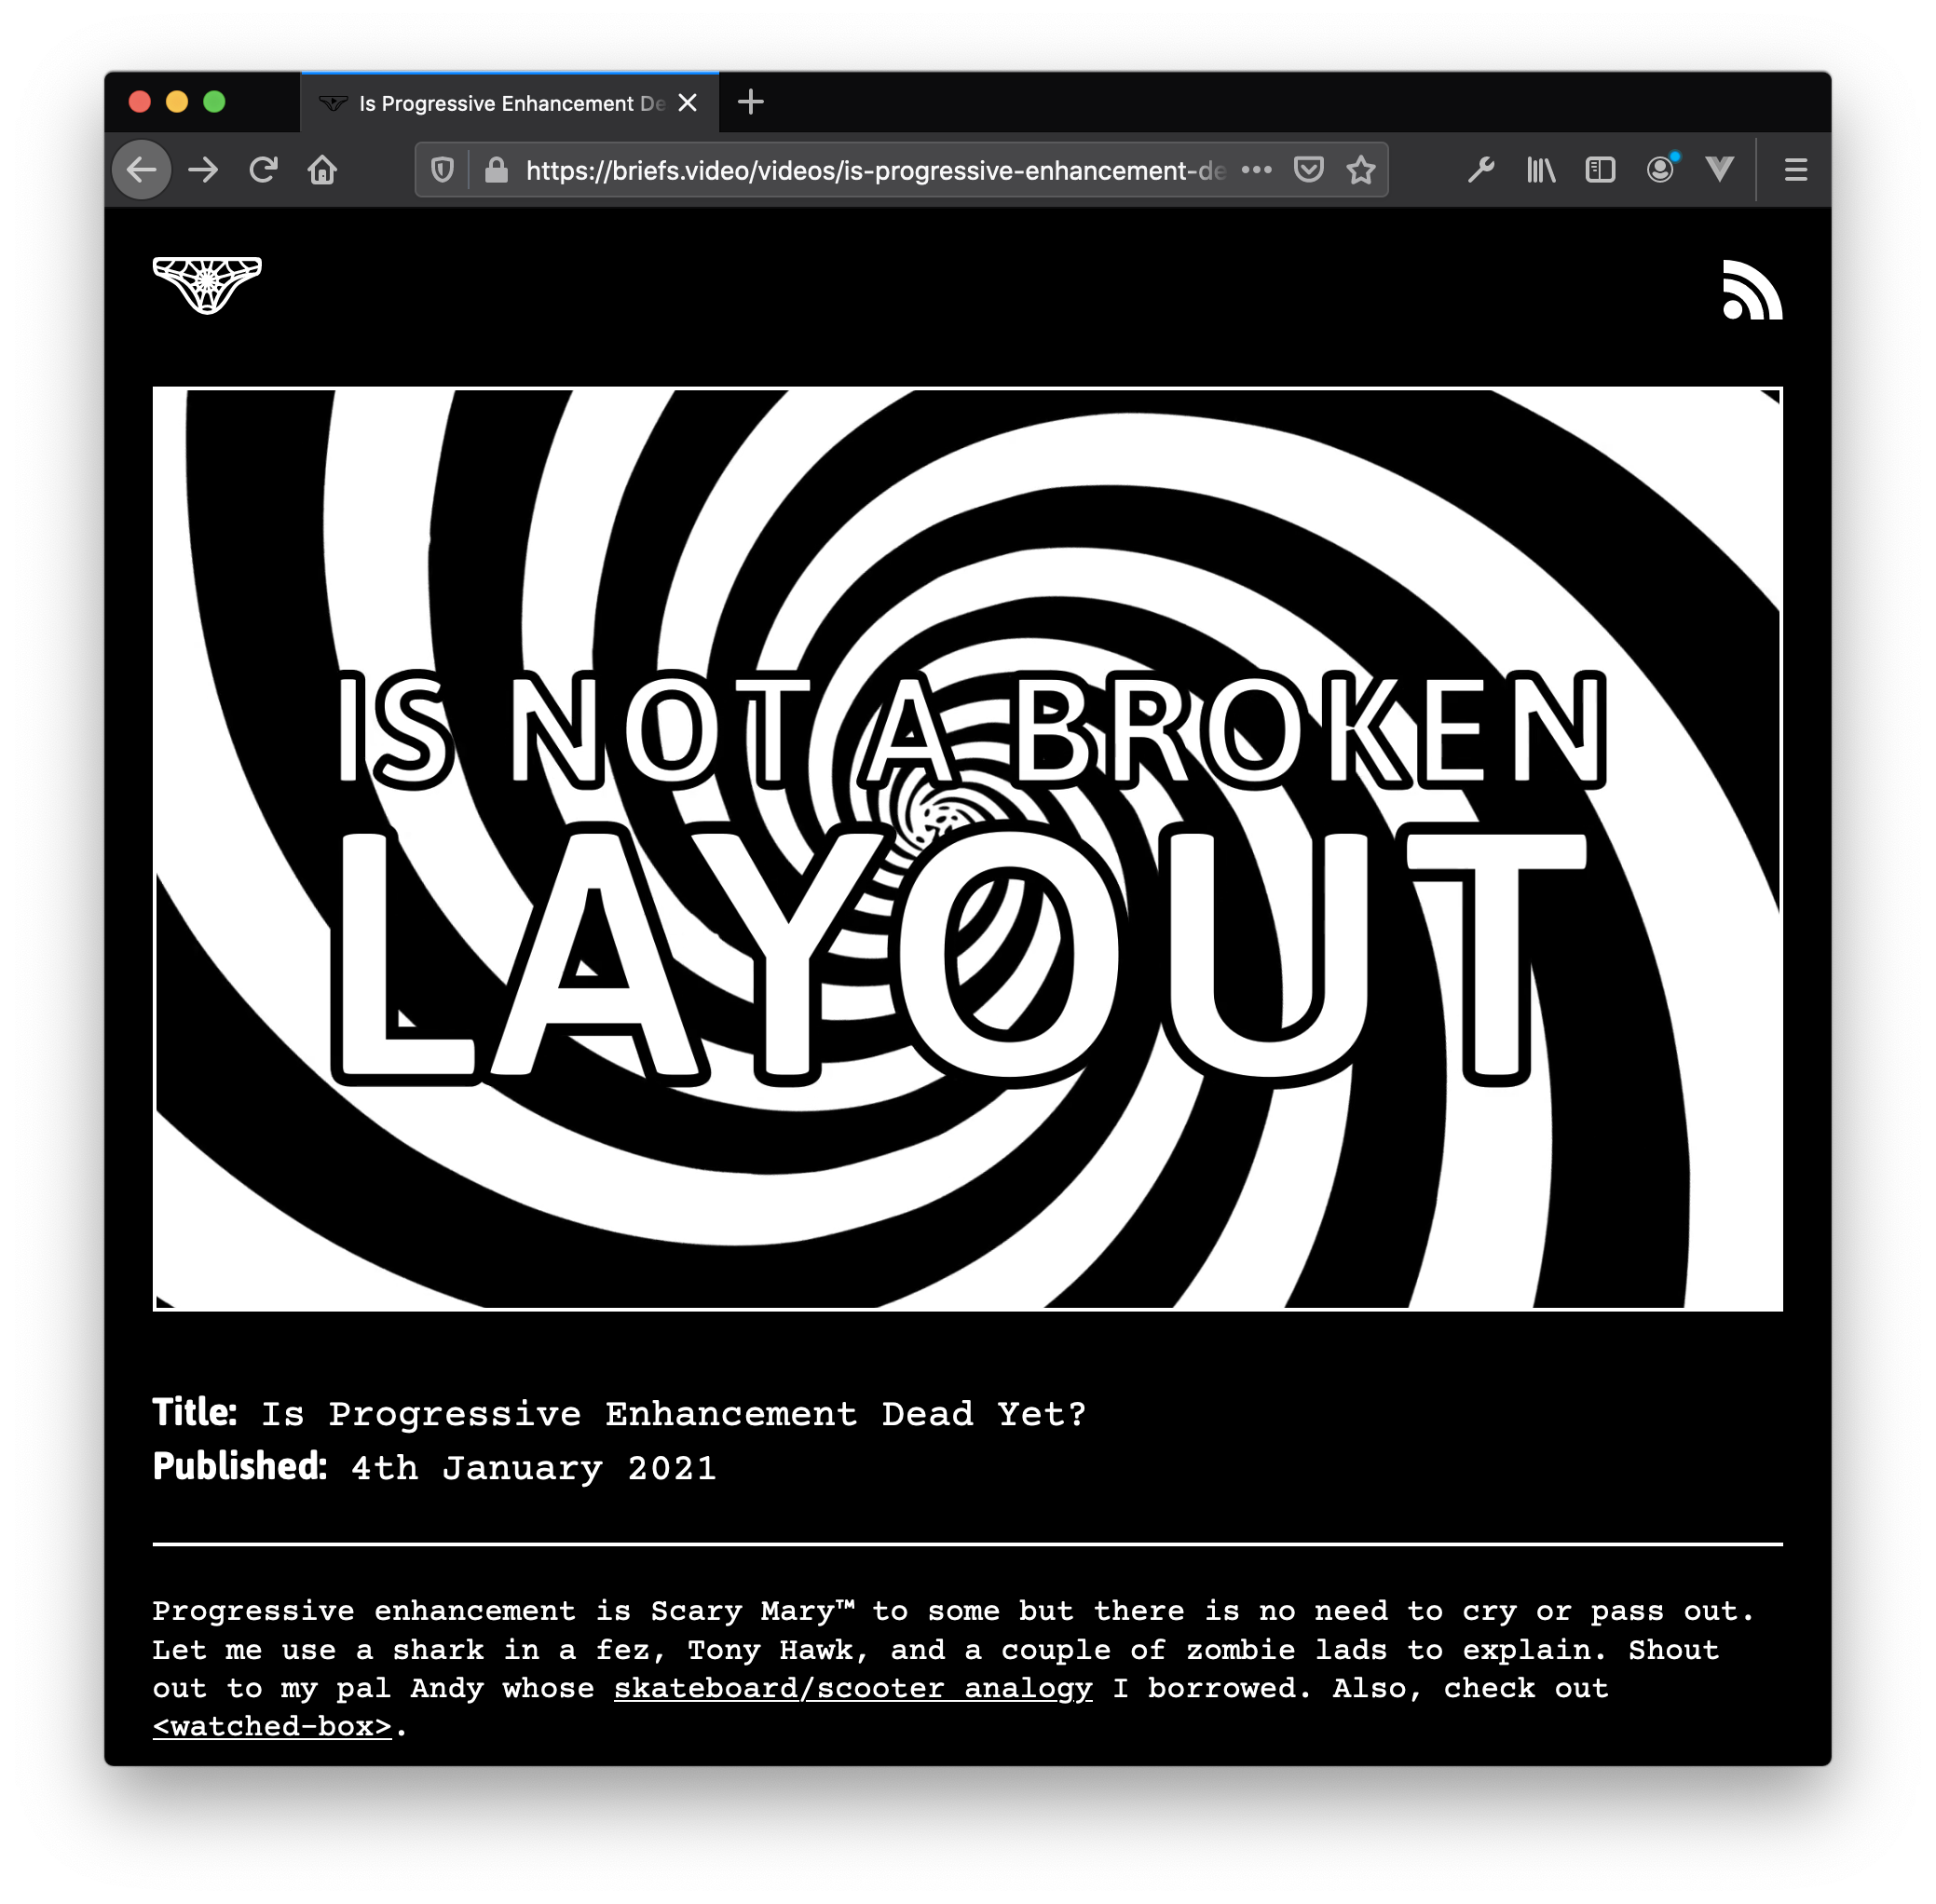 Is Progressive Enhancement De
https://briefs.video/videos/is-progressive-enhancement-de
IS NOT A BROKEN
LAYOUT
Title: Is Progressive Enhancement Dead Yet?
Published: 4th January 2021
Progressive enhancement is Scary Mary™ to some but there is no need to cry or pass out.
Let me use a shark in a fez, Tony Hawk, and a couple of zombie lads to explain. Shout
out to my pal Andy whose skateboard/scooter analogy I borrowed. Also, check out
<watched-box>.